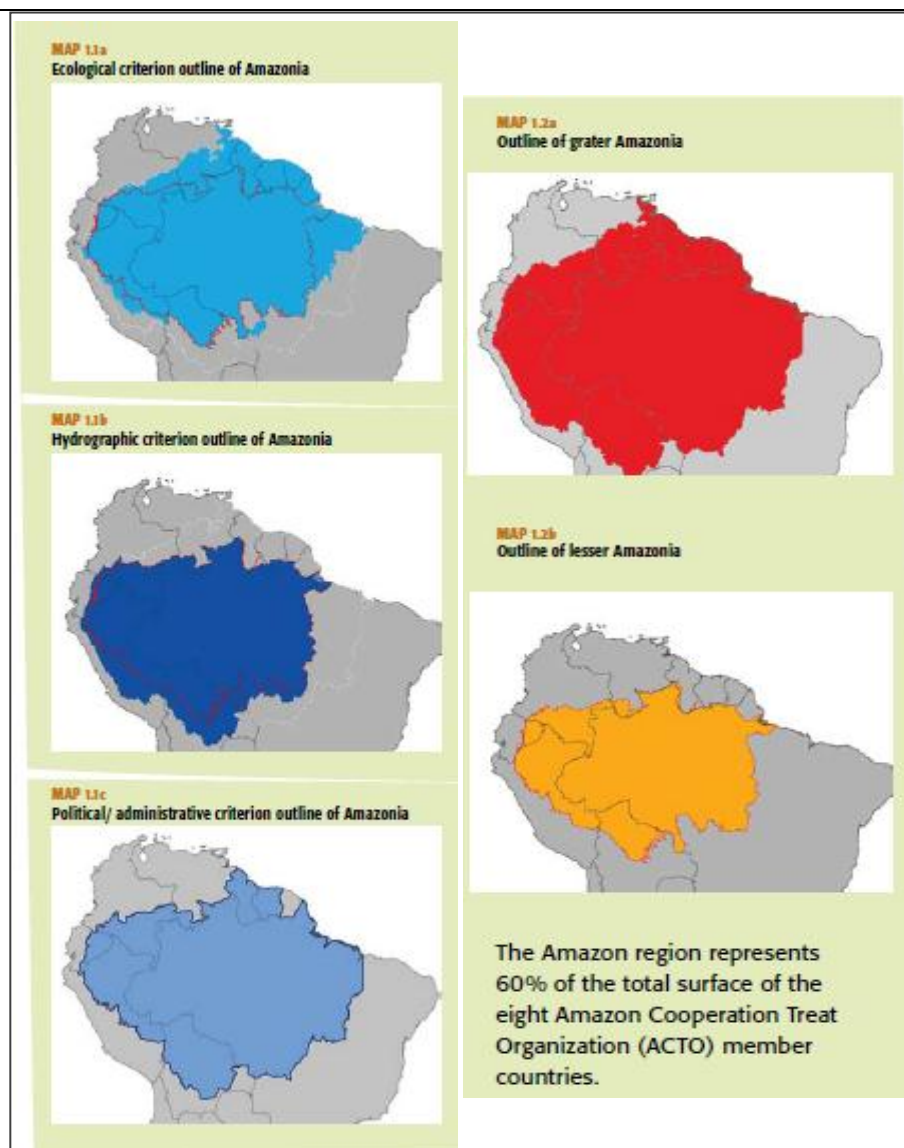 MAP 1.1a
Ecological criterion outline of Amazonia
MAP 1.1b
Hydrographic criterion outline of Amazonia
MAP 1.1c
Political/ administrative criterion outline of Amazonia
MAP 1.2a
Outline of grater Amazonia
MAP 1.2b
Outline of lesser Amazonia
The Amazon region represents
60% of the total surface of the
eight Amazon Cooperation Treat
Organization (ACTO) member
countries.